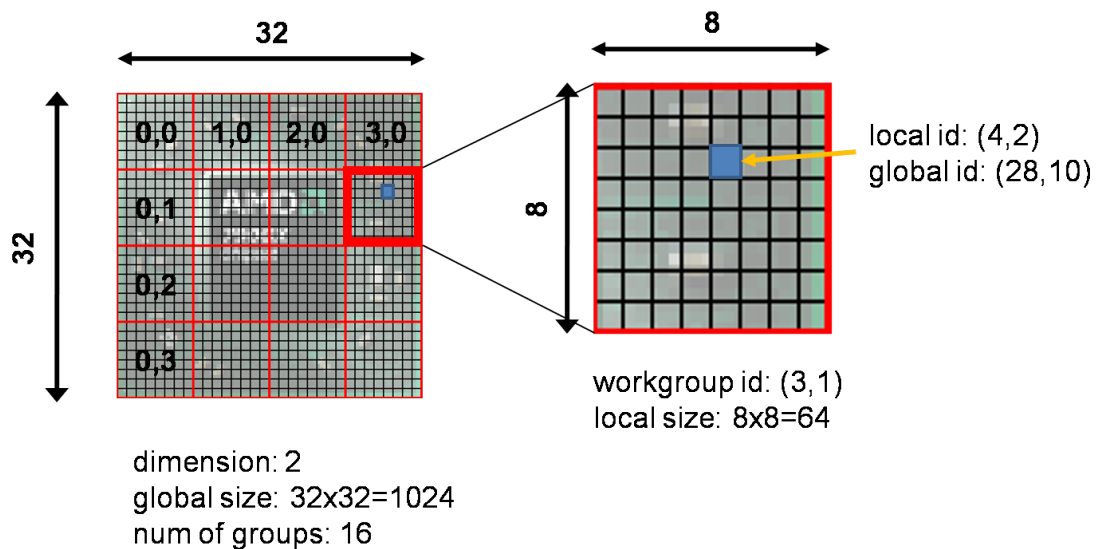 32
8
32
0,0 1,0 2,0 3,0
0,1
0,2
0,3
AMD
8
local id: (4,2)
global id: (28,10)
workgroup id: (3,1)
local size: 8x8=64
dimension: 2
global size: 32x32=1024
num of groups: 16